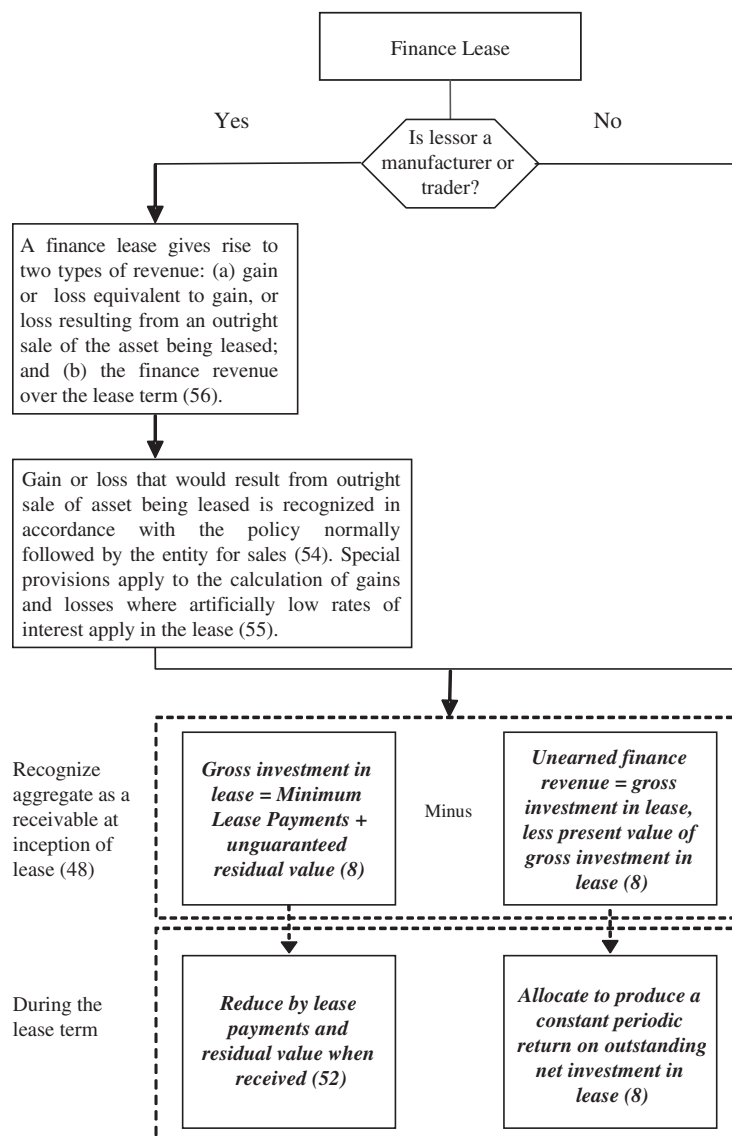 Finance Lease
Yes
No
Is lessor a
manufacturer or
trader?
A finance lease gives rise to
two types of revenue: (a) gain
or loss equivalent to gain, or
loss resulting from an outright
sale of the asset being leased;
and (b) the finance revenue
over the lease term (56).
Gain or loss that would result from outright
sale of asset being leased is recognized in
accordance with the policy normally
followed by the entity for sales (54). Special
provisions apply to the calculation of gains
and losses where artificially low rates of
interest apply in the lease (55).
Recognize
aggregate as a
receivable at
inception of
lease (48)
Gross investment in
lease = Minimum
Lease Payments +
unguaranteed
residual value (8)
Minus
Unearned finance
revenue = gross
investment in lease,
less present value of
gross investment in
lease (8)
During the
lease term
Reduce by lease
payments and
residual value when
received (52)
Allocate to produce a
constant periodic
return on outstanding
net investment in
lease (8)